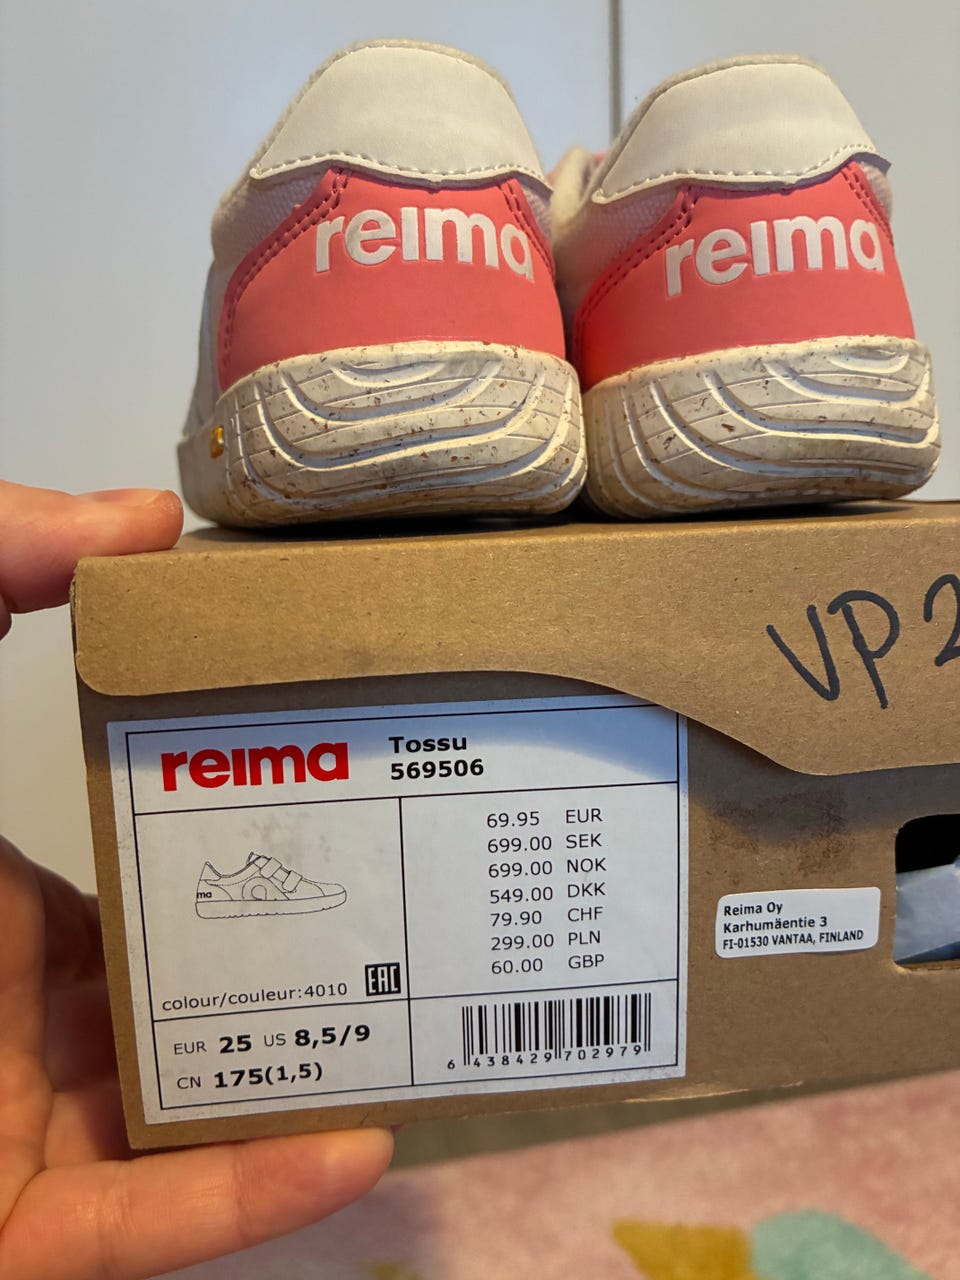 reima
reima
VP 2
reima
Tossu
569506
69.95 EUR
699.00 SEK
699.00 NOK
549.00 DKK
79.90 CHF
299.00 PLN
60.00 GBP
ma
colour/couleur:4010
EAC
EUR 25 US 8,5/9
CN 175(1,5)
6 438429 702979
Reima Oy
Karhumäentie 3
FI-01530 VANTAA, FINLAND